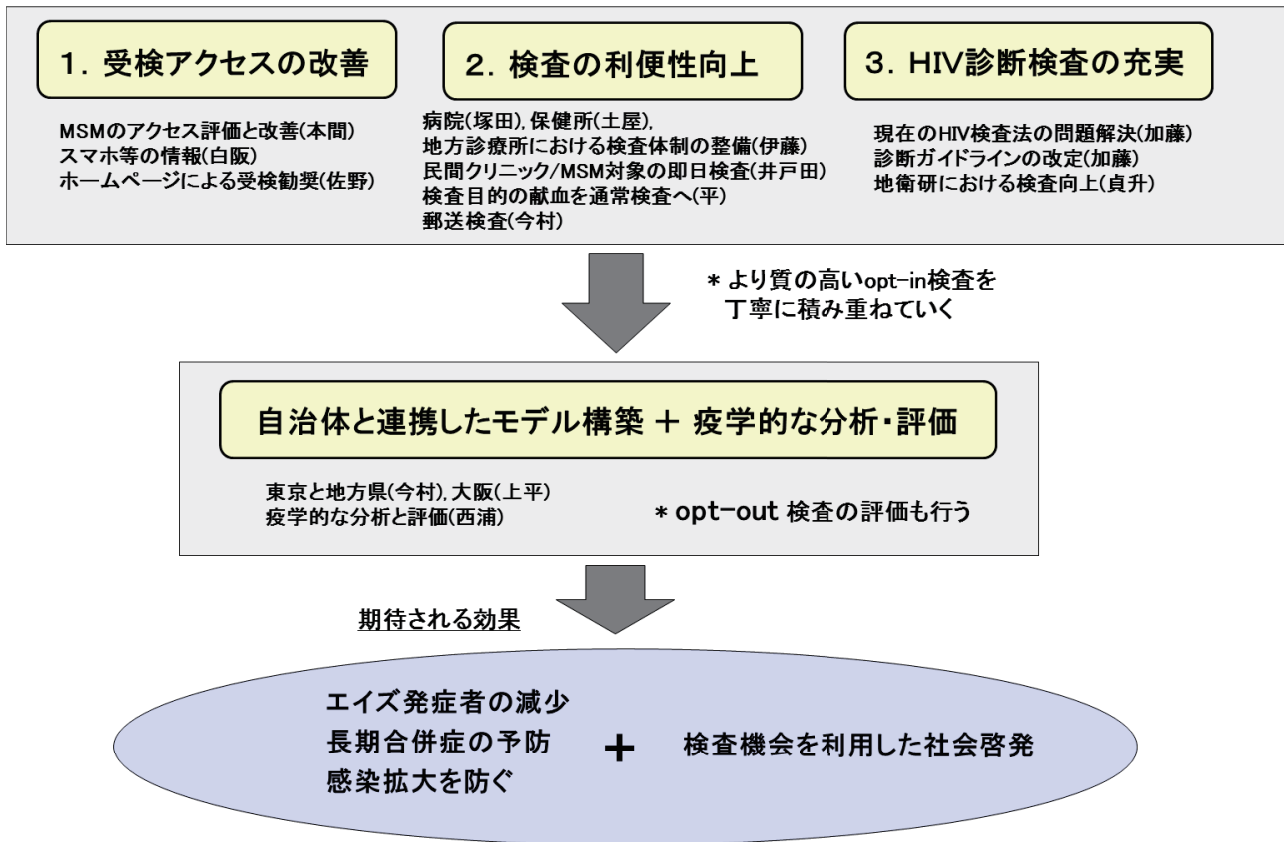 1. 受検アクセスの改善
MSMのアクセス評価と改善(本間)
スマホ等の情報(白阪)
ホームページによる受検勧奨(佐野)
2. 検査の利便性向上
病院(塚田), 保健所(土屋),
地方診療所における検査体制の整備(伊藤)
民間クリニック/MSM対象の即日検査(井戸田)
検査目的の献血を通常検査へ(平)
郵送検査(今村)
3. HIV診断検査の充実
現在のHIV検査法の問題解決(加藤)
診断ガイドラインの改定(加藤)
地衛研における検査向上(貞升)
* より質の高いopt-in検査を
丁寧に積み重ねていく
自治体と連携したモデル構築 + 疫学的な分析・評価
東京と地方県(今村), 大阪(上平)
疫学的な分析と評価(西浦)
* opt-out 検査の評価も行う
期待される効果
エイズ発症者の減少
長期合併症の予防
感染拡大を防ぐ
+
検査機会を利用した社会啓発